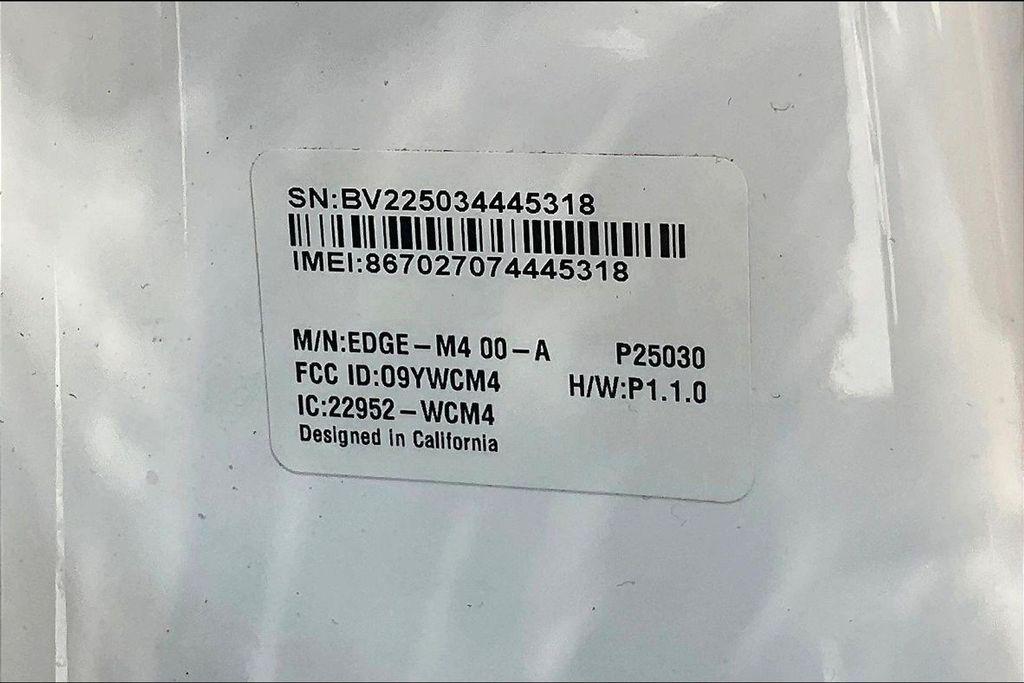 SN:BV225034445318
IMEI:867027074445318
M/N:EDGE-M4 00-A P25030
FCC ID:O9YWCM4 H/W:P1.1.0
IC:22952-WCM4
Designed in California